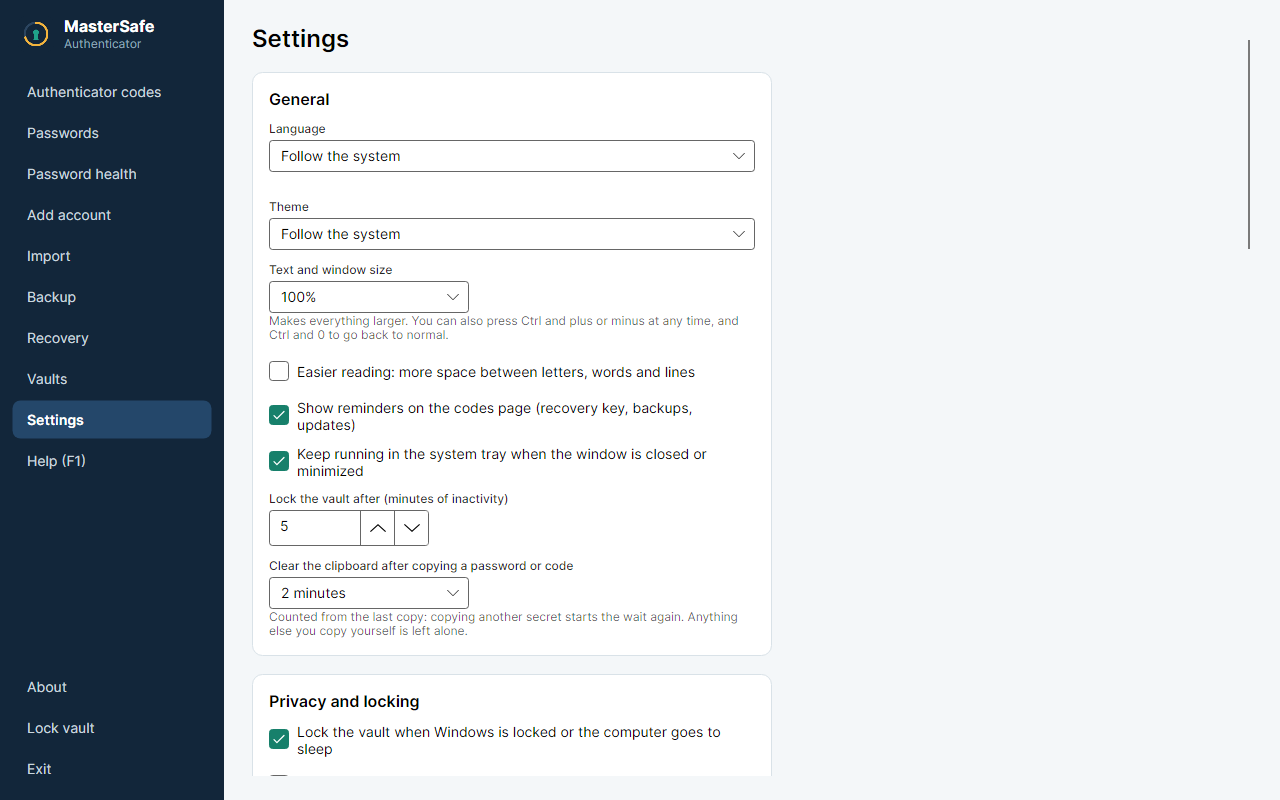 MasterSafe
Authenticator
Authenticator codes
Passwords
Password health
Add account
Import
Backup
Recovery
Vaults
Settings
Help (F1)
About
Lock vault
Exit
Settings
General
Language
Follow the system
Theme
Follow the system
Text and window size
100%
Makes everything larger. You can also press Ctrl and plus or minus at any time, and
Ctrl and 0 to go back to normal.
Easier reading: more space between letters, words and lines
Show reminders on the codes page (recovery key, backups,
updates)
Keep running in the system tray when the window is closed or
minimized
Lock the vault after (minutes of inactivity)
5
Clear the clipboard after copying a password or code
2 minutes
Counted from the last copy: copying another secret starts the wait again. Anything
else you copy yourself is left alone.
Privacy and locking
Lock the vault when Windows is locked or the computer goes to
sleep